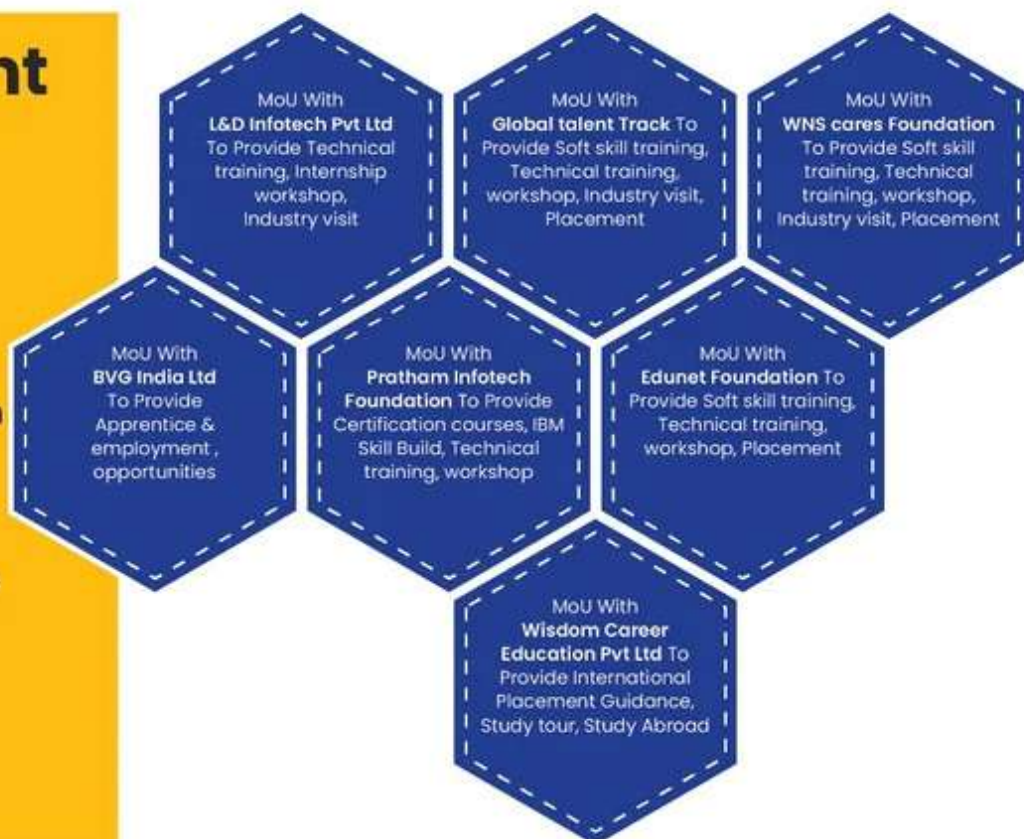 nt
MoU With
L&D Infotech Pvt Ltd
To Provide Technical
training, Internship
workshop,
Industry visit
MoU With
Global talent Track To
Provide Soft skill training,
Technical training,
workshop, Industry visit,
Placement
MoU With
WNS cares Foundation
To Provide Soft skill
training, Technical
training, workshop,
Industry visit, Placement
MoU With
BVG India Ltd
To Provide
Apprentice &
employment ,
opportunities
MoU With
Pratham Infotech
Foundation To Provide
Certification courses, IBM
Skill Build, Technical
training, workshop
MoU With
Edunet Foundation To
Provide Soft skill training,
Technical training,
workshop, Placement
MoU With
Wisdom Career
Education Pvt Ltd To
Provide International
Placement Guidance,
Study tour, Study Abroad